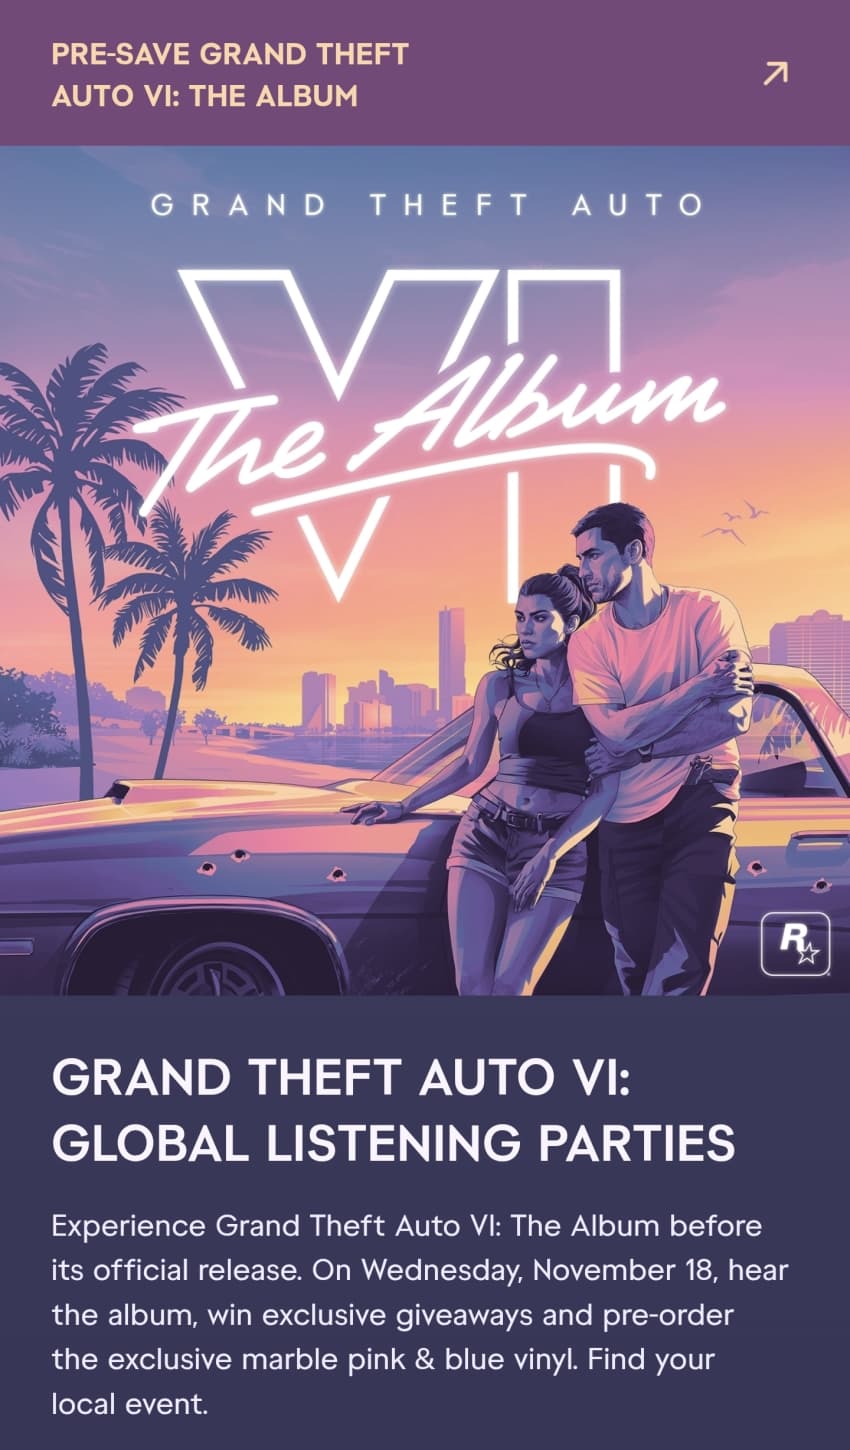 PRE-SAVE GRAND THEFT
AUTO VI: THE ALBUM
GRAND THEFT AUTO
VI
The Album
R
GRAND THEFT AUTO VI:
GLOBAL LISTENING PARTIES
Experience Grand Theft Auto VI: The Album before
its official release. On Wednesday, November 18, hear
the album, win exclusive giveaways and pre-order
the exclusive marble pink & blue vinyl. Find your
local event.